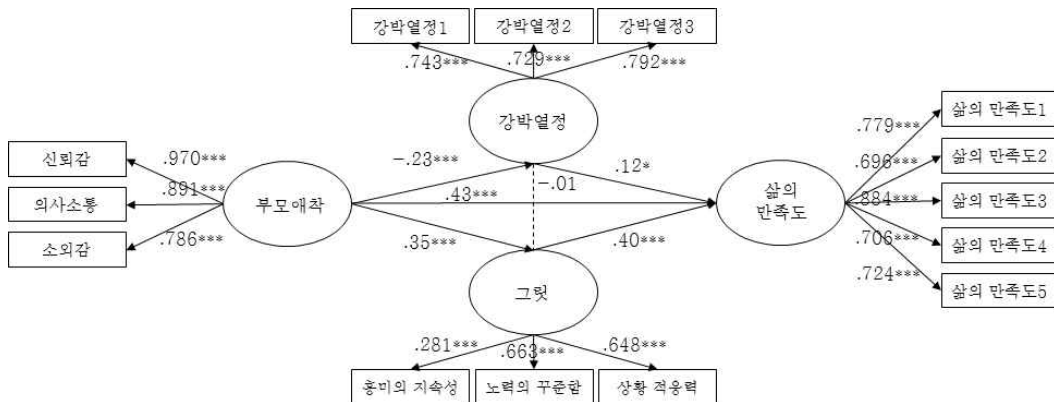 강박열정1 강박열정2 강박열정3
.743*** .729*** .792***
강박열정
삶의 만족도1
.779***
신뢰감
.970***
-.23*** .12*
.696***
삶의 만족도2
의사소통
.891***
부모애착
.43*** -.01
삶의
만족도
.884***
삶의 만족도3
소외감
.786***
.35*** .40***
.706***
삶의 만족도4
.724***
삶의 만족도5
그릿
.281*** .663*** .648***
흥미의 지속성 노력의 꾸준함 상황 적응력